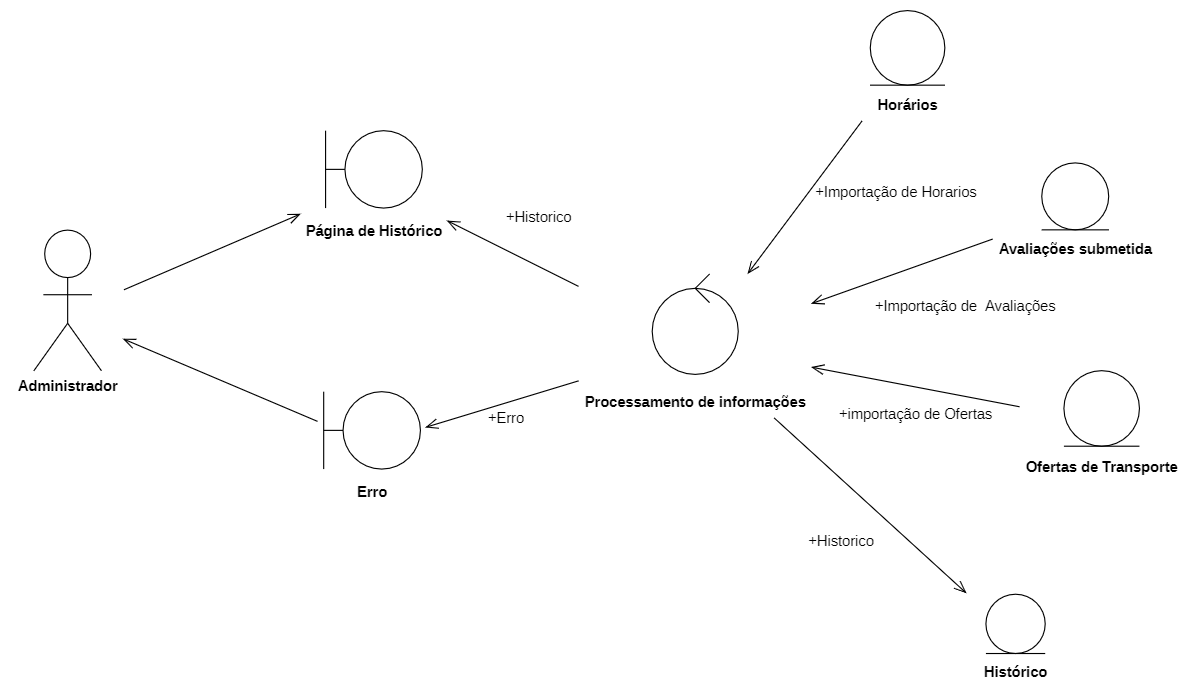 Horários
+Importação de Horarios
Página de Histórico
+Historico
Avaliações submetida
+Importação de  Avaliações
Administrador
Processamento de informações
+importação de Ofertas
+Erro
Ofertas de Transporte
Erro
+Historico
Histórico